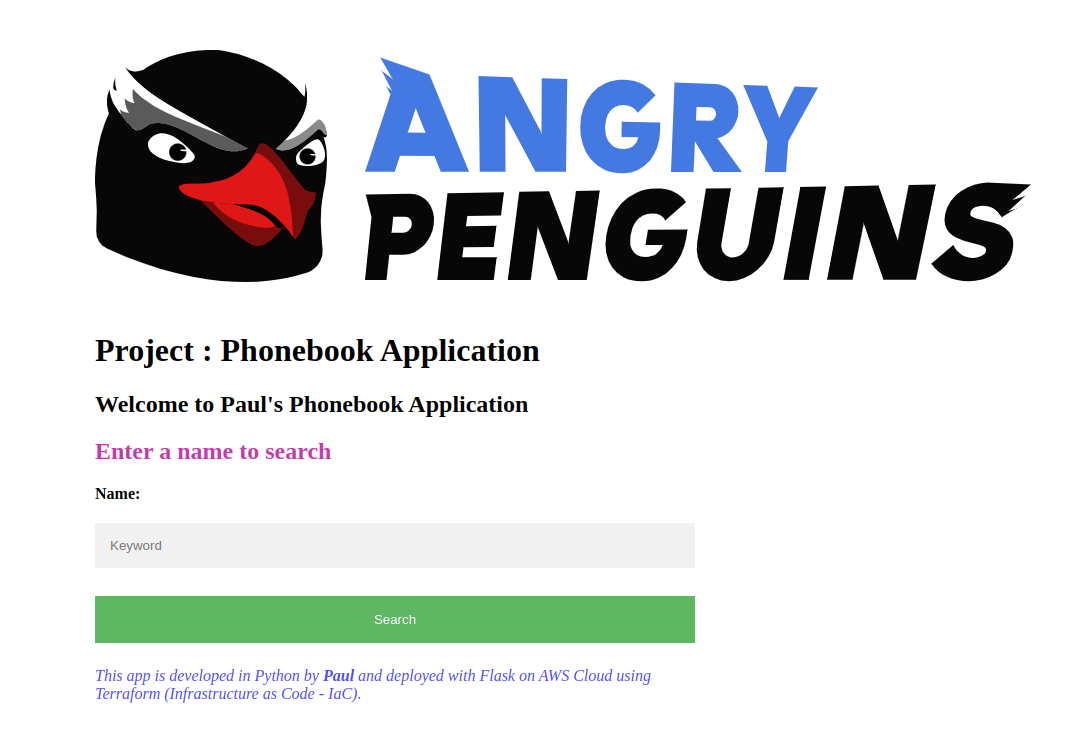 ANGRY
PENGUINS
Project : Phonebook Application
Welcome to Paul's Phonebook Application
Enter a name to search
Name:
Keyword
Search
This app is developed in Python by Paul and deployed with Flask on AWS Cloud using
Terraform (Infrastructure as Code - IaC).